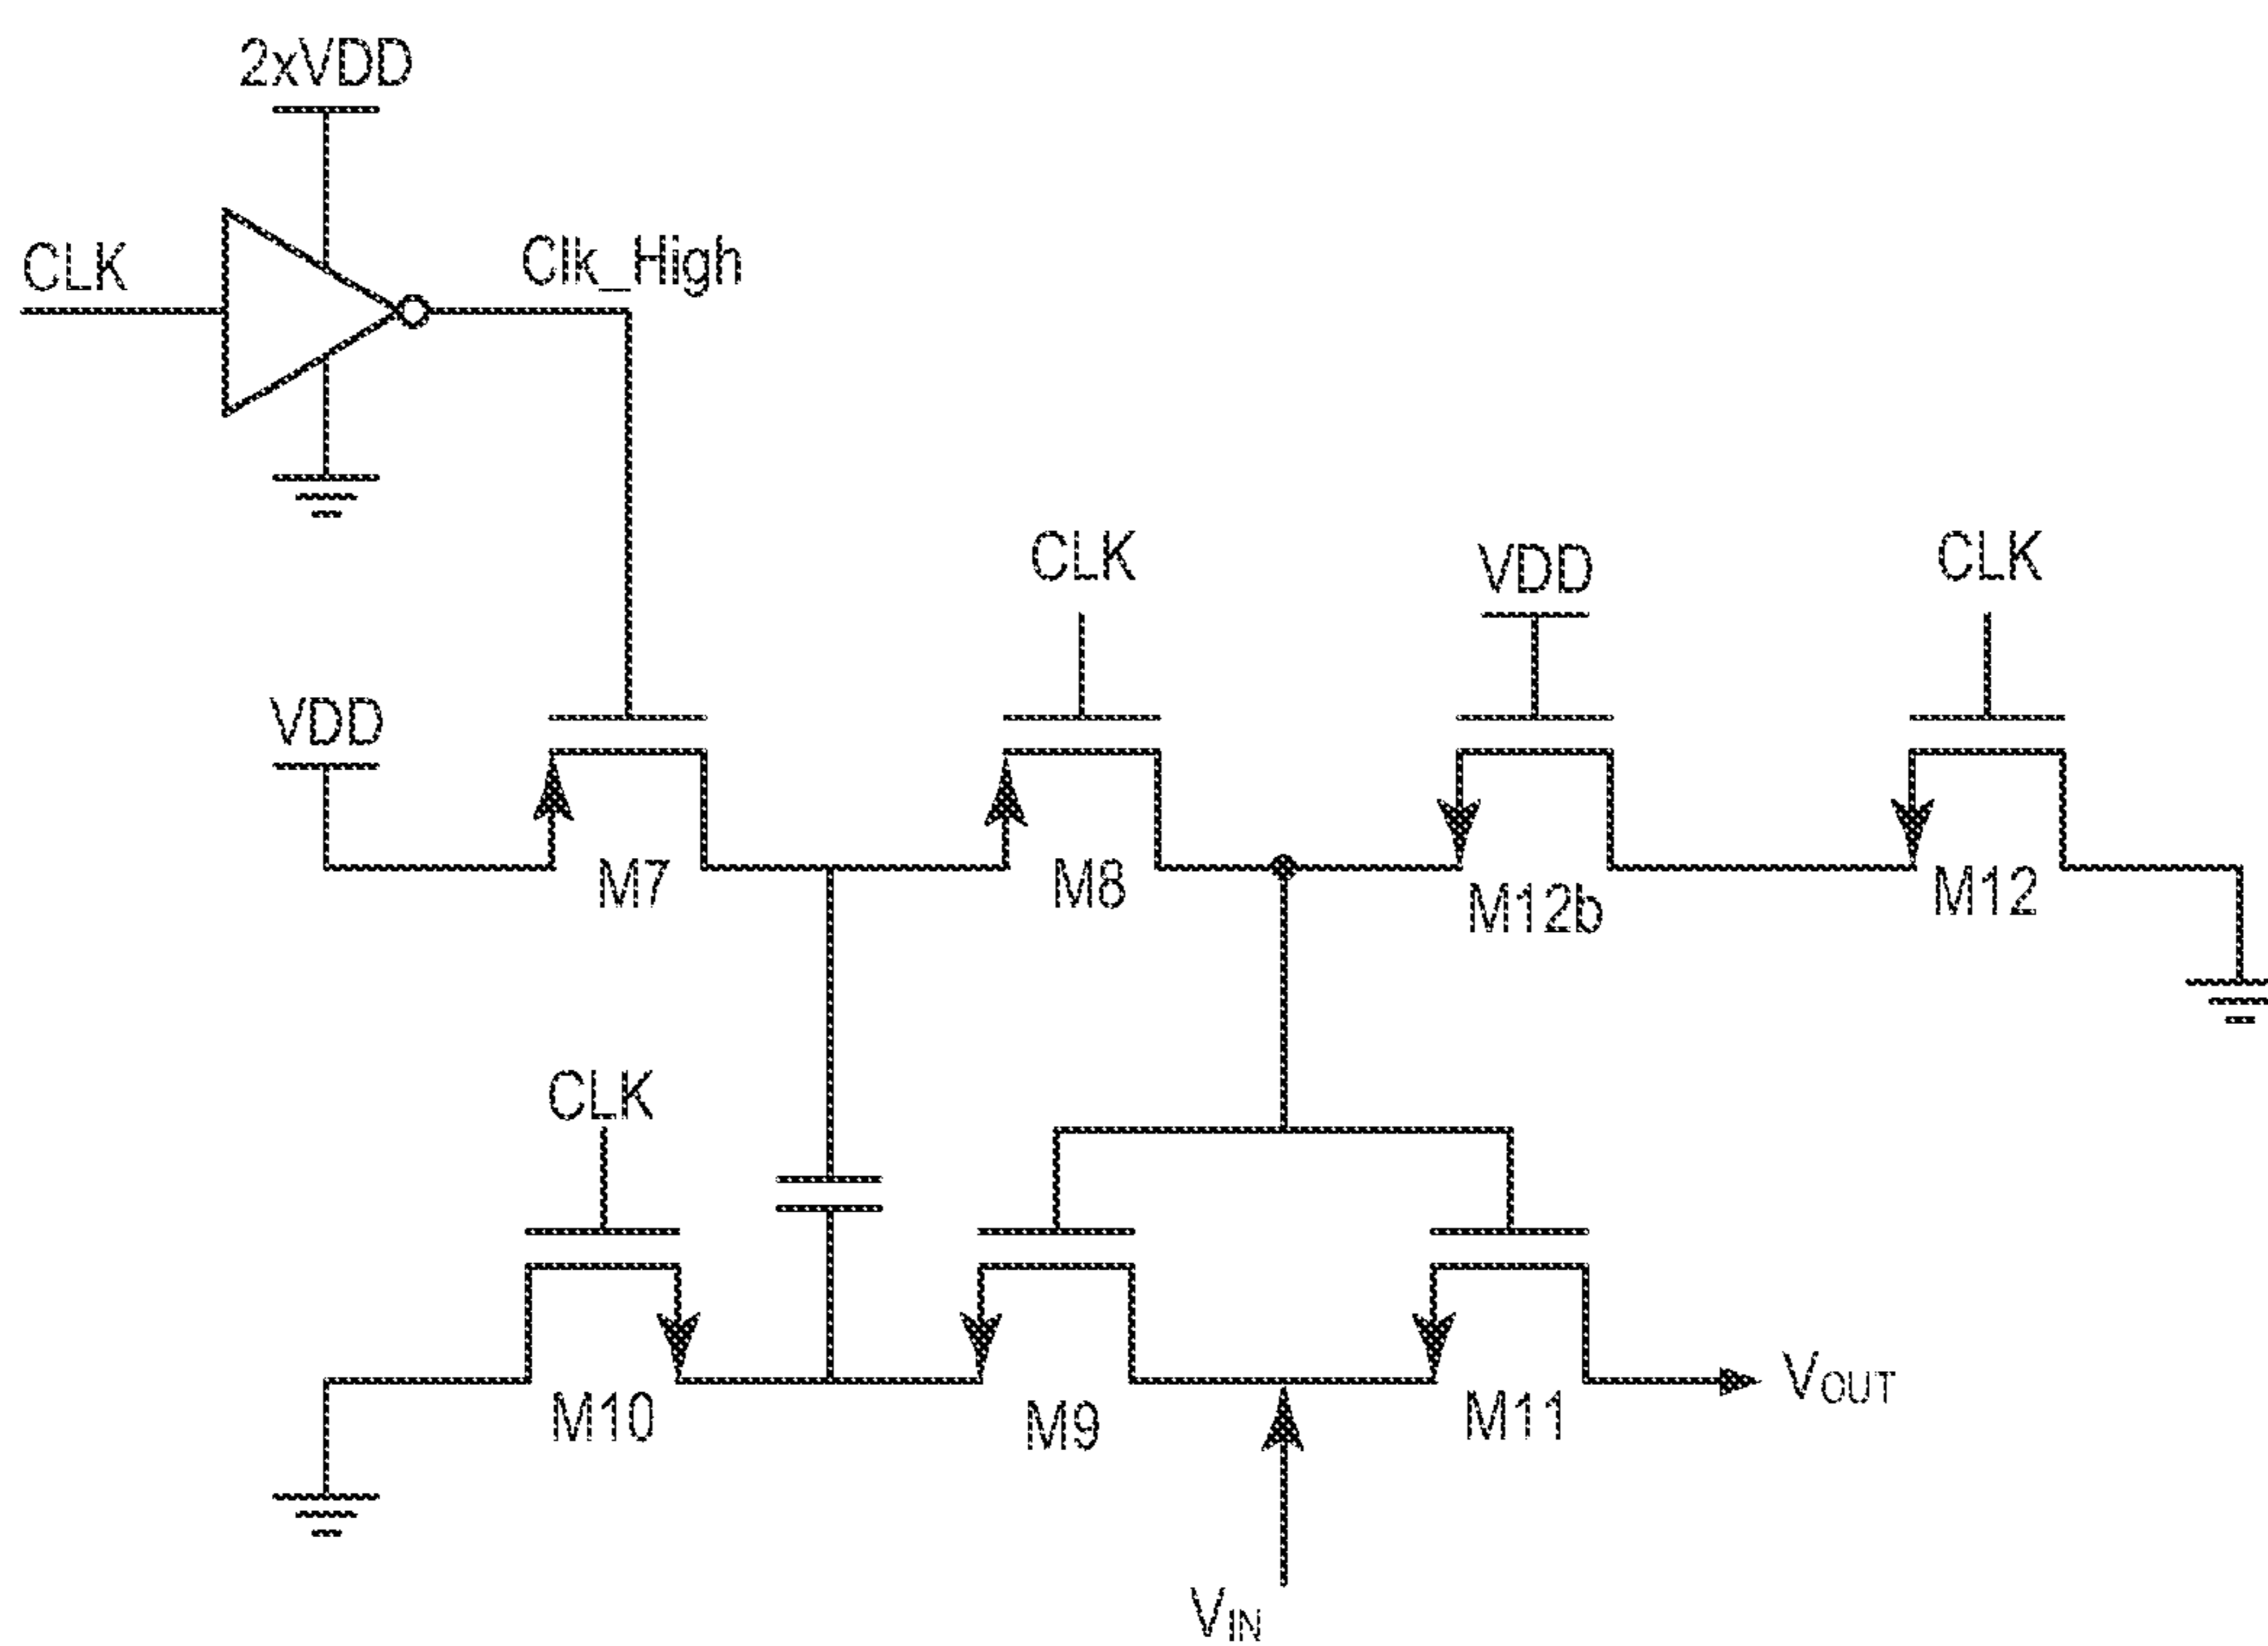 2xVDD
CLK
Clk_High
CLK
VDD
CLK
VDD
M7
M8
M12b
M12
CLK
M10
M9
M11
VOUT
VIN